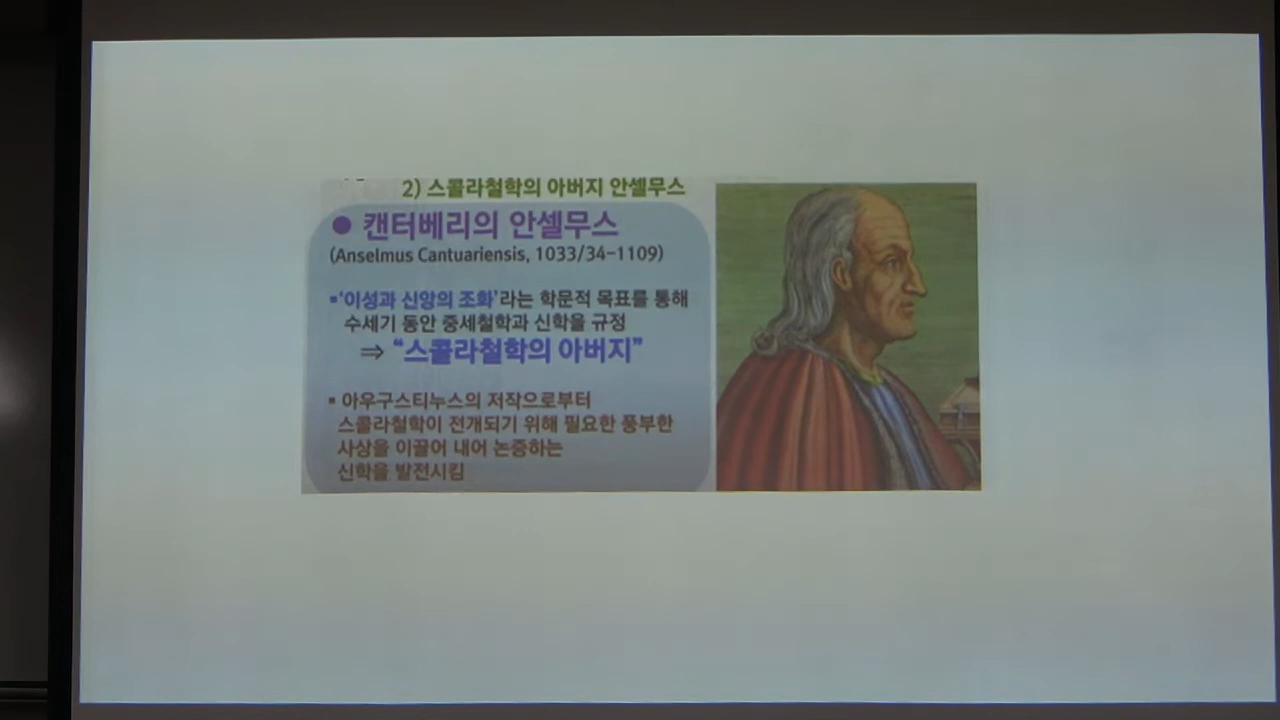 2) 스콜라철학의 아버지 안셀무스
● 캔터베리의 안셀무스
(Anselmus Cantuariensis, 1033/34-1109)
▪'이성과 신앙의 조화'라는 학문적 목표를 통해
수세기 동안 중세철학과 신학을 규정
⇒ "스콜라철학의 아버지"
▪ 아우구스티누스의 저작으로부터
스콜라철학이 전개되기 위해 필요한 풍부한
사상을 이끌어 내어 논증하는
신학을 발전시킴